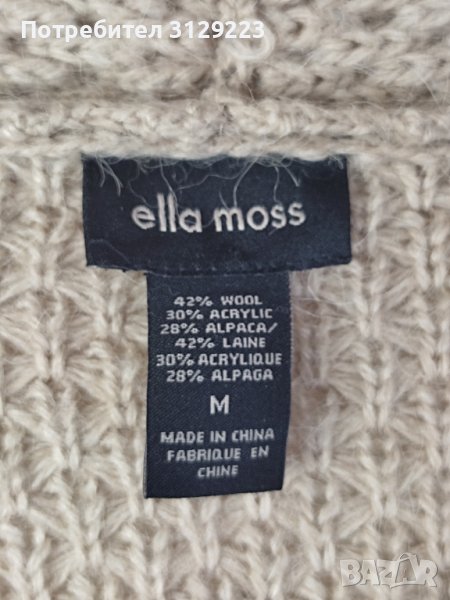 Потребител 3129223
ella moss
42% WOOL
30% ACRYLIC
28% ALPACA/
42% LAINE
30% ACRYLIQUE
28% ALPAGA
M
MADE IN CHINA
FABRIQUE EN
CHINE
BAZAR